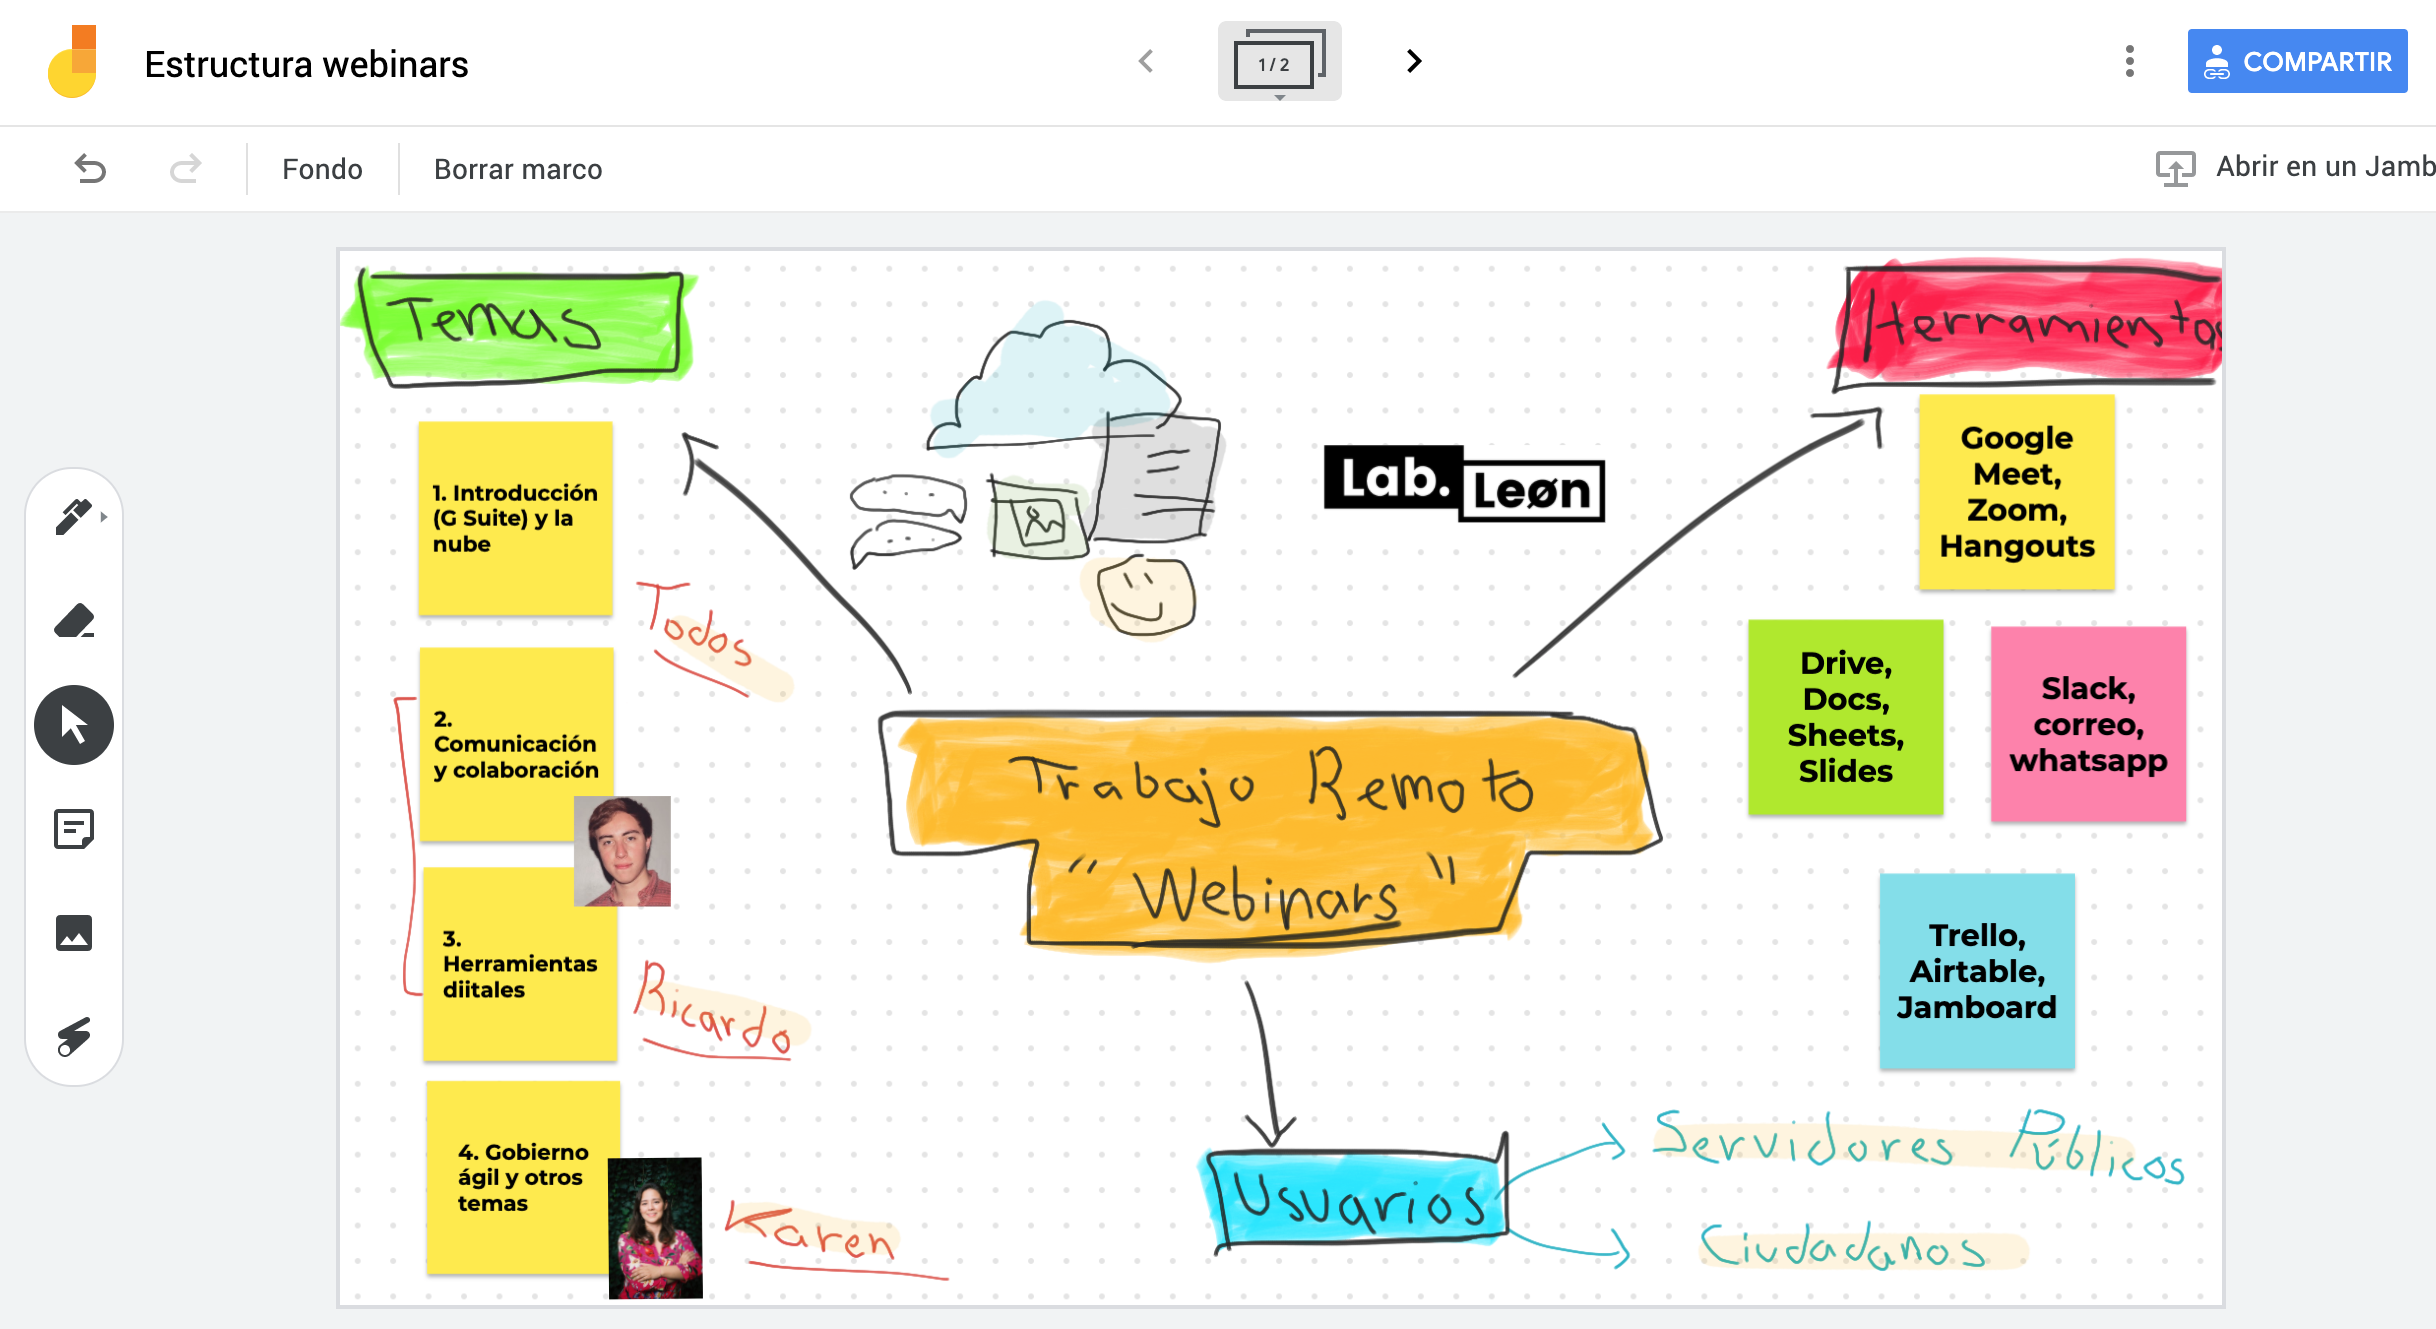 Estructura webinars
1 / 2
COMPARTIR
Fondo
Borrar marco
Abrir en un Jamb
Temas
1. Introducción
(G Suite) y la
nube
Todos
2.
Comunicación
y colaboración
3.
Herramientas
diitales
Ricardo
4. Gobierno
ágil y otros
temas
Karen
Lab.
Leøn
Trabajo Remoto
"Webinars"
Herramientas
Google
Meet,
Zoom,
Hangouts
Drive,
Docs,
Sheets,
Slides
Slack,
correo,
whatsapp
Trello,
Airtable,
Jamboard
Usuarios
Servidores Públicos
Ciudadanos